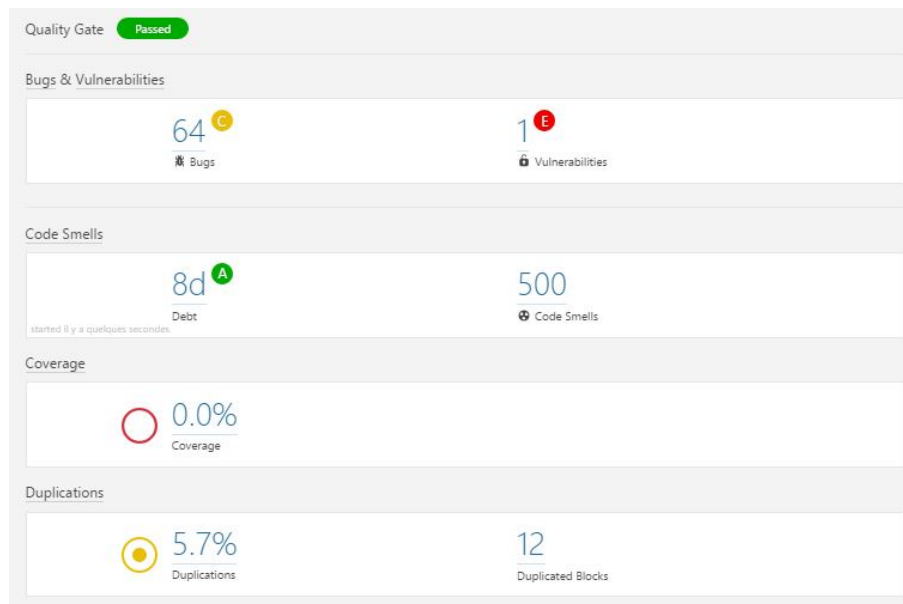 Quality Gate Passed
Bugs & Vulnerabilities
64 C 1 E
Bugs Vulnerabilities
Code Smells
8d A 500
Debt Code Smells
started il y a quelques secondes
Coverage
0.0%
Coverage
Duplications
5.7% 12
Duplications Duplicated Blocks